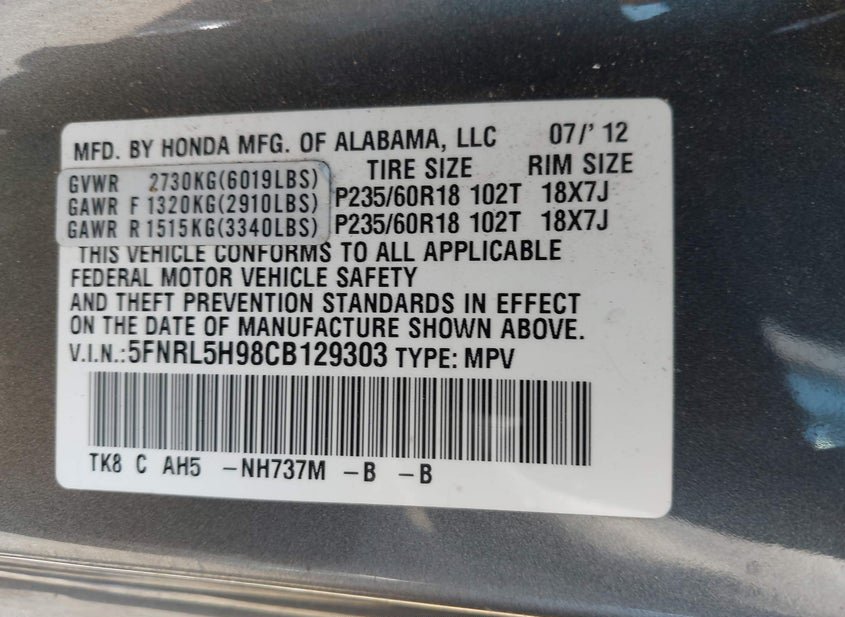 MFD. BY HONDA MFG. OF ALABAMA, LLC 07/' 12
TIRE SIZE RIM SIZE
GVWR 2730KG(6019LBS)
GAWR F 1320KG(2910LBS) P235/60R18 102T 18X7J
GAWR R 1515KG(3340LBS) P235/60R18 102T 18X7J
THIS VEHICLE CONFORMS TO ALL APPLICABLE
FEDERAL MOTOR VEHICLE SAFETY
AND THEFT PREVENTION STANDARDS IN EFFECT
ON THE DATE OF MANUFACTURE SHOWN ABOVE.
V.I.N.:5FNRL5H98CB129303 TYPE: MPV
TK8 C AH5 -NH737M -B -B